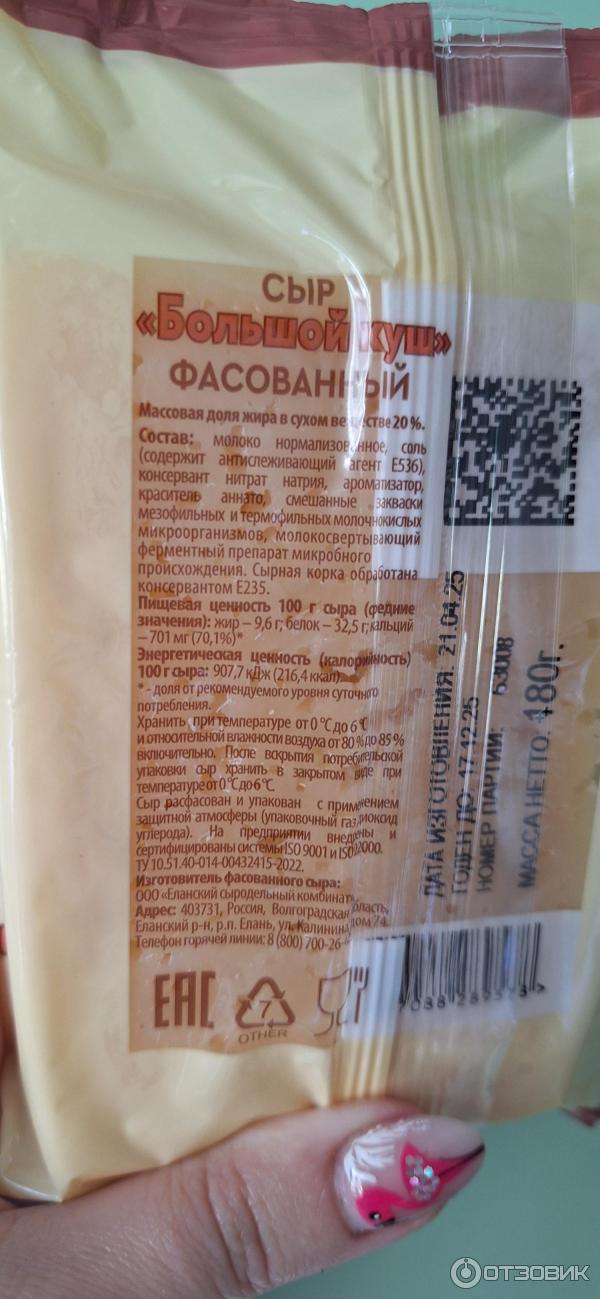 СЫР
«Большой куш»
ФАСОВАННЫЙ
Массовая доля жира в сухом веществе 20 %.
Состав: молоко нормализованное, соль
(содержит антислеживающий агент Е536),
консервант нитрат натрия, ароматизатор,
краситель аннато, смешанные закваски
мезофильных и термофильных молочнокислых
микроорганизмов, молокосвертывающий
ферментный препарат микробного
происхождения. Сырная корка обработана
консервантом Е235.
Пищевая ценность 100 г сыра (средние
значения): жир – 9,6 г; белок – 32,5 г; кальций
– 701 мг (70,1%)*
Энергетическая ценность (калорийность)
100 г сыра: 907,7 кДж (216,4 ккал)
* - доля от рекомендуемого уровня суточного
потребления.
Хранить при температуре от 0°С до 6°С
и относительной влажности воздуха от 80% до 85%
включительно. После вскрытия потребительской
упаковки сыр хранить в закрытом виде при
температуре от 0°С до 6°С.
Сыр расфасован и упакован с применением
защитной атмосферы (упаковочный газ диоксид
углерода). На предприятии внедрены и
сертифицированы системы ISO 9001 и ISO 22000.
ТУ 10.51.40-014-00432415-2022.
Изготовитель фасованного сыра:
ООО «Еланский сыродельный комбинат»
Адрес: 403731, Россия, Волгоградская область,
Еланский р-н, р.п. Елань, ул. Калинина, дом 74
Телефон горячей линии: 8 (800) 700-26-
ЕАС
7
OTHER
ДАТА ИЗГОТОВЛЕНИЯ: 21.04.25
ГОДЕН ДО 17.12.25
НОМЕР ПАРТИИ: 63008
МАССА НЕТТО: 180г.
ОТЗОВИК